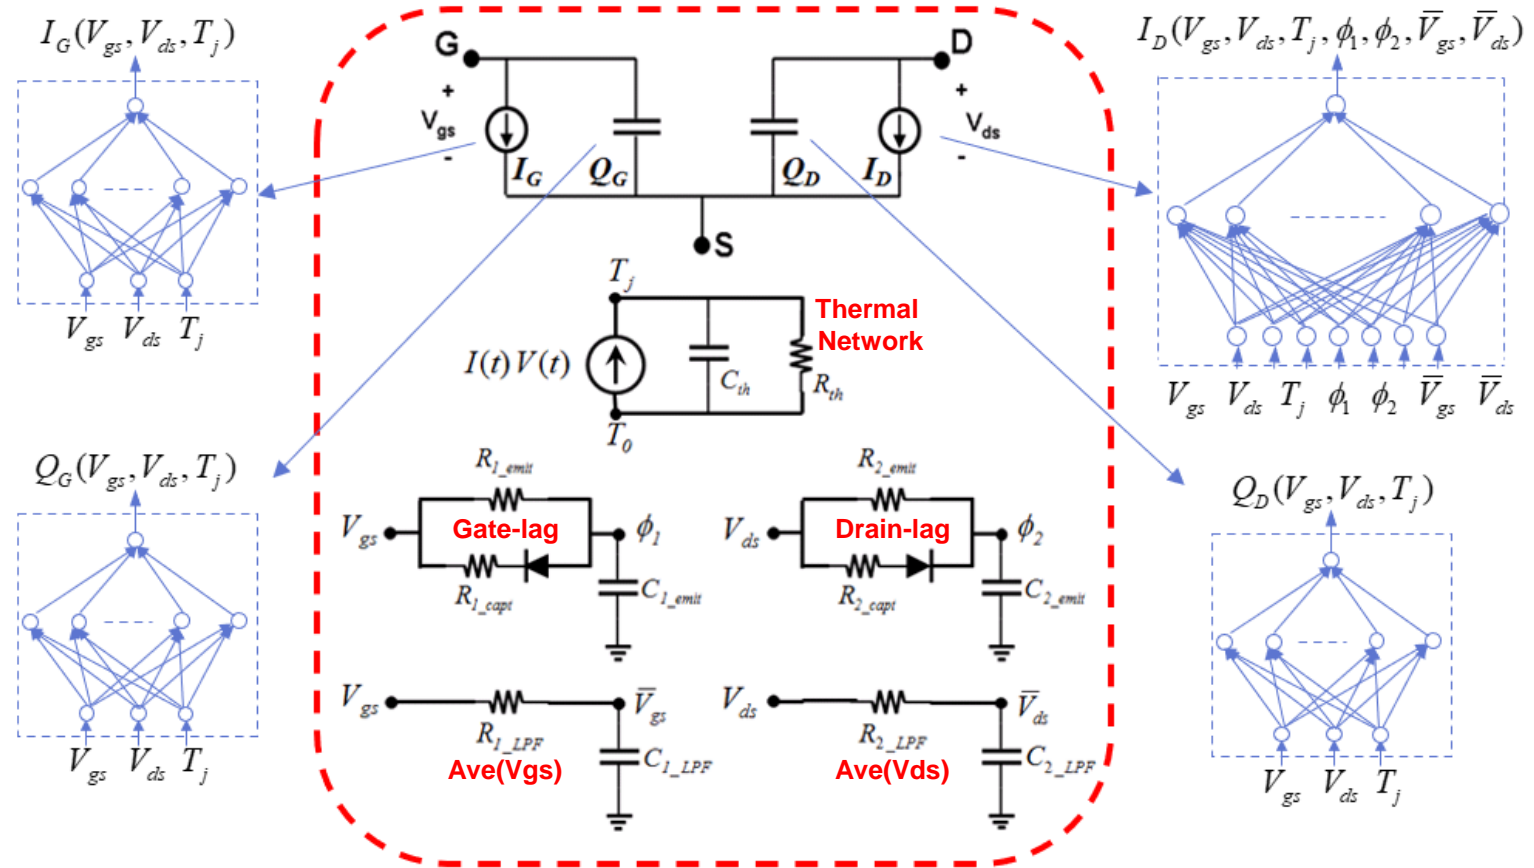 I_G(V_gs, V_ds, T_j)
V_gs V_ds T_j
Q_G(V_gs, V_ds, T_j)
V_gs V_ds T_j
G
D
+
V_gs
-
I_G
Q_G
Q_D
I_D
+
V_ds
-
S
T_j
Thermal
Network
I(t) V(t)
C_th
R_th
T_0
R_1_emit
V_gs
Gate-lag
ϕ_1
R_1_capt
C_1_emit
R_2_emit
V_ds
Drain-lag
ϕ_2
R_2_capt
C_2_emit
V_gs
V̅_gs
R_1_LPF
Ave(Vgs)
C_1_LPF
V_ds
V̅_ds
R_2_LPF
Ave(Vds)
C_2_LPF
I_D(V_gs, V_ds, T_j, ϕ_1, ϕ_2, V̅_gs, V̅_ds)
V_gs V_ds T_j ϕ_1 ϕ_2 V̅_gs V̅_ds
Q_D(V_gs, V_ds, T_j)
V_gs V_ds T_j